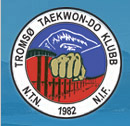 TROMSØ TAEKWON-DO KLUBB
N.T.N. 1982 N.I.F.